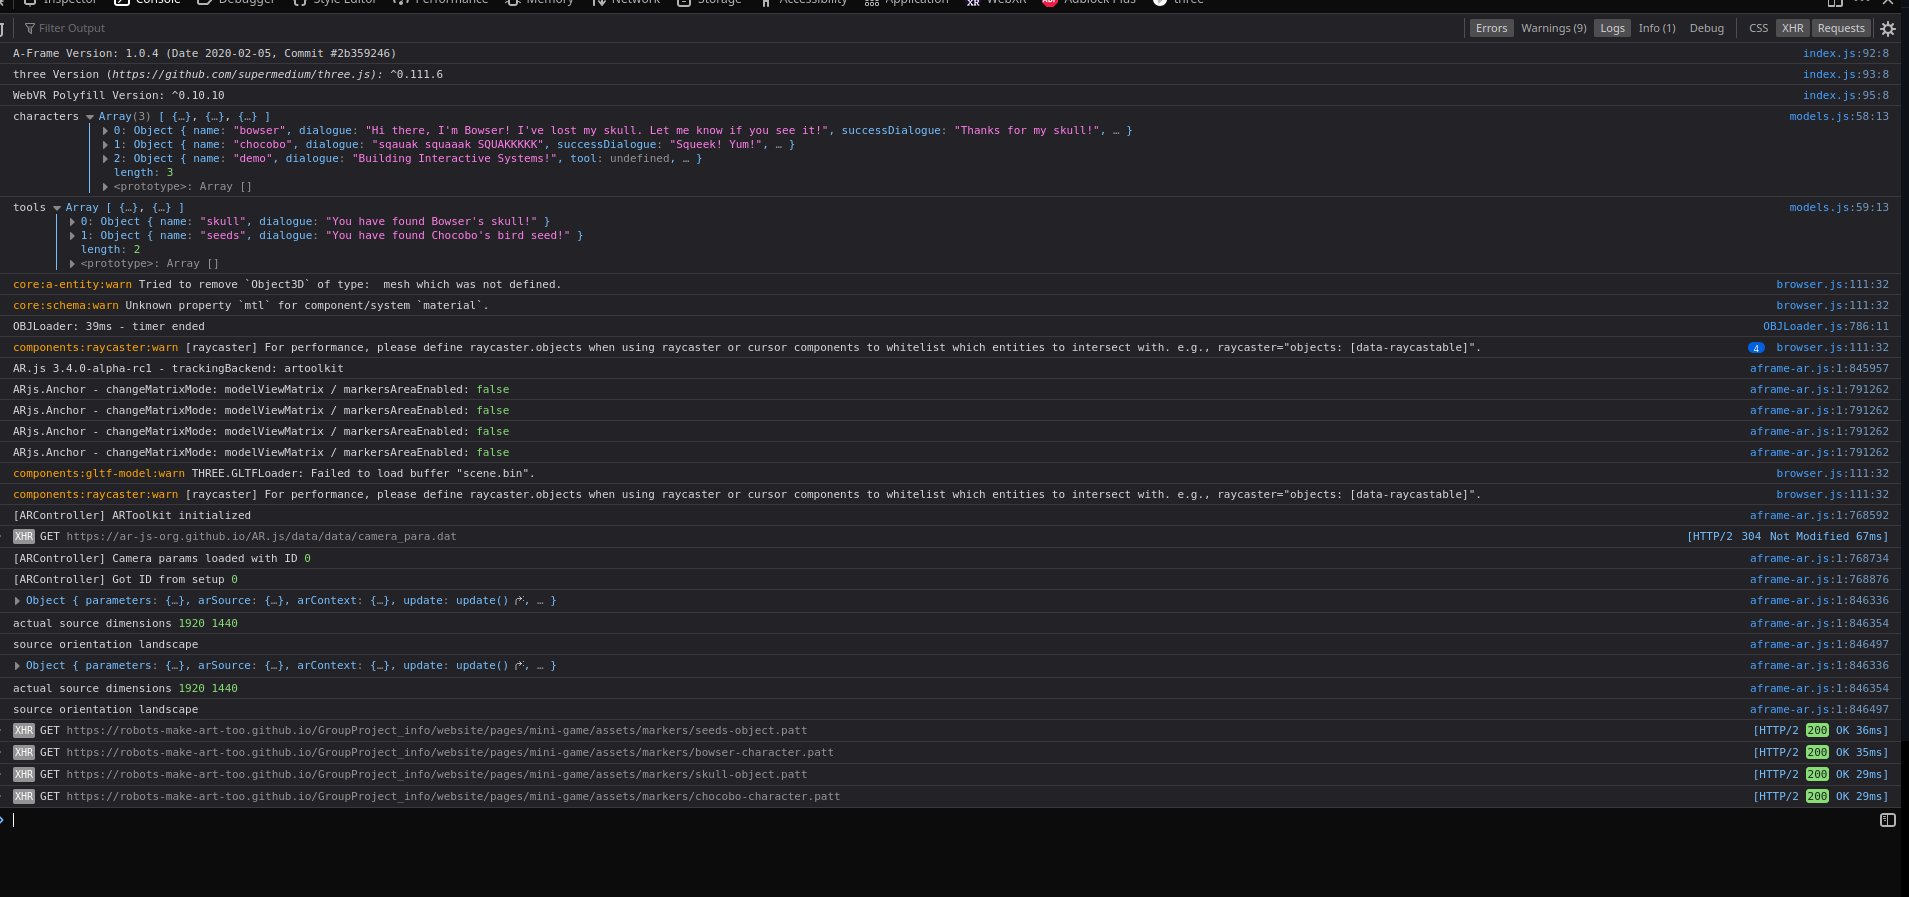 Inspector Console Debugger Style Editor Performance Memory Network Storage Accessibility Application WebXR Adblock Plus three
Filter Output Errors Warnings (9) Logs Info (1) Debug CSS XHR Requests
A-Frame Version: 1.0.4 (Date 2020-02-05, Commit #2b359246) index.js:92:8
three Version (https://github.com/supermedium/three.js): ^0.111.6 index.js:93:8
WebVR Polyfill Version: ^0.10.10 index.js:95:8
characters Array(3) [ {…}, {…}, {…} ] models.js:58:13
0: Object { name: "bowser", dialogue: "Hi there, I'm Bowser! I've lost my skull. Let me know if you see it!", successDialogue: "Thanks for my skull!", … }
1: Object { name: "chocobo", dialogue: "sqauak squaaak SQUAKKKKK", successDialogue: "Squeek! Yum!", … }
2: Object { name: "demo", dialogue: "Building Interactive Systems!", tool: undefined, … }
length: 3
<prototype>: Array []
tools Array [ {…}, {…} ] models.js:59:13
0: Object { name: "skull", dialogue: "You have found Bowser's skull!" }
1: Object { name: "seeds", dialogue: "You have found Chocobo's bird seed!" }
length: 2
<prototype>: Array []
core:a-entity:warn Tried to remove `Object3D` of type:  mesh which was not defined. browser.js:111:32
core:schema:warn Unknown property `mtl` for component/system `material`. browser.js:111:32
OBJLoader: 39ms - timer ended OBJLoader.js:786:11
components:raycaster:warn [raycaster] For performance, please define raycaster.objects when using raycaster or cursor components to whitelist which entities to intersect with. e.g., raycaster="objects: [data-raycastable]". 4 browser.js:111:32
AR.js 3.4.0-alpha-rc1 - trackingBackend: artoolkit aframe-ar.js:1:845957
ARjs.Anchor - changeMatrixMode: modelViewMatrix / markersAreaEnabled: false aframe-ar.js:1:791262
ARjs.Anchor - changeMatrixMode: modelViewMatrix / markersAreaEnabled: false aframe-ar.js:1:791262
ARjs.Anchor - changeMatrixMode: modelViewMatrix / markersAreaEnabled: false aframe-ar.js:1:791262
ARjs.Anchor - changeMatrixMode: modelViewMatrix / markersAreaEnabled: false aframe-ar.js:1:791262
components:gltf-model:warn THREE.GLTFLoader: Failed to load buffer "scene.bin". browser.js:111:32
components:raycaster:warn [raycaster] For performance, please define raycaster.objects when using raycaster or cursor components to whitelist which entities to intersect with. e.g., raycaster="objects: [data-raycastable]". browser.js:111:32
[ARController] ARToolkit initialized aframe-ar.js:1:768592
XHR GET https://ar-js-org.github.io/AR.js/data/data/camera_para.dat [HTTP/2 304 Not Modified 67ms]
[ARController] Camera params loaded with ID 0 aframe-ar.js:1:768734
[ARController] Got ID from setup 0 aframe-ar.js:1:768876
Object { parameters: {…}, arSource: {…}, arContext: {…}, update: update(), … } aframe-ar.js:1:846336
actual source dimensions 1920 1440 aframe-ar.js:1:846354
source orientation landscape aframe-ar.js:1:846497
Object { parameters: {…}, arSource: {…}, arContext: {…}, update: update(), … } aframe-ar.js:1:846336
actual source dimensions 1920 1440 aframe-ar.js:1:846354
source orientation landscape aframe-ar.js:1:846497
XHR GET https://robots-make-art-too.github.io/GroupProject_info/website/pages/mini-game/assets/markers/seeds-object.patt [HTTP/2 200 OK 36ms]
XHR GET https://robots-make-art-too.github.io/GroupProject_info/website/pages/mini-game/assets/markers/bowser-character.patt [HTTP/2 200 OK 35ms]
XHR GET https://robots-make-art-too.github.io/GroupProject_info/website/pages/mini-game/assets/markers/skull-object.patt [HTTP/2 200 OK 29ms]
XHR GET https://robots-make-art-too.github.io/GroupProject_info/website/pages/mini-game/assets/markers/chocobo-character.patt [HTTP/2 200 OK 29ms]